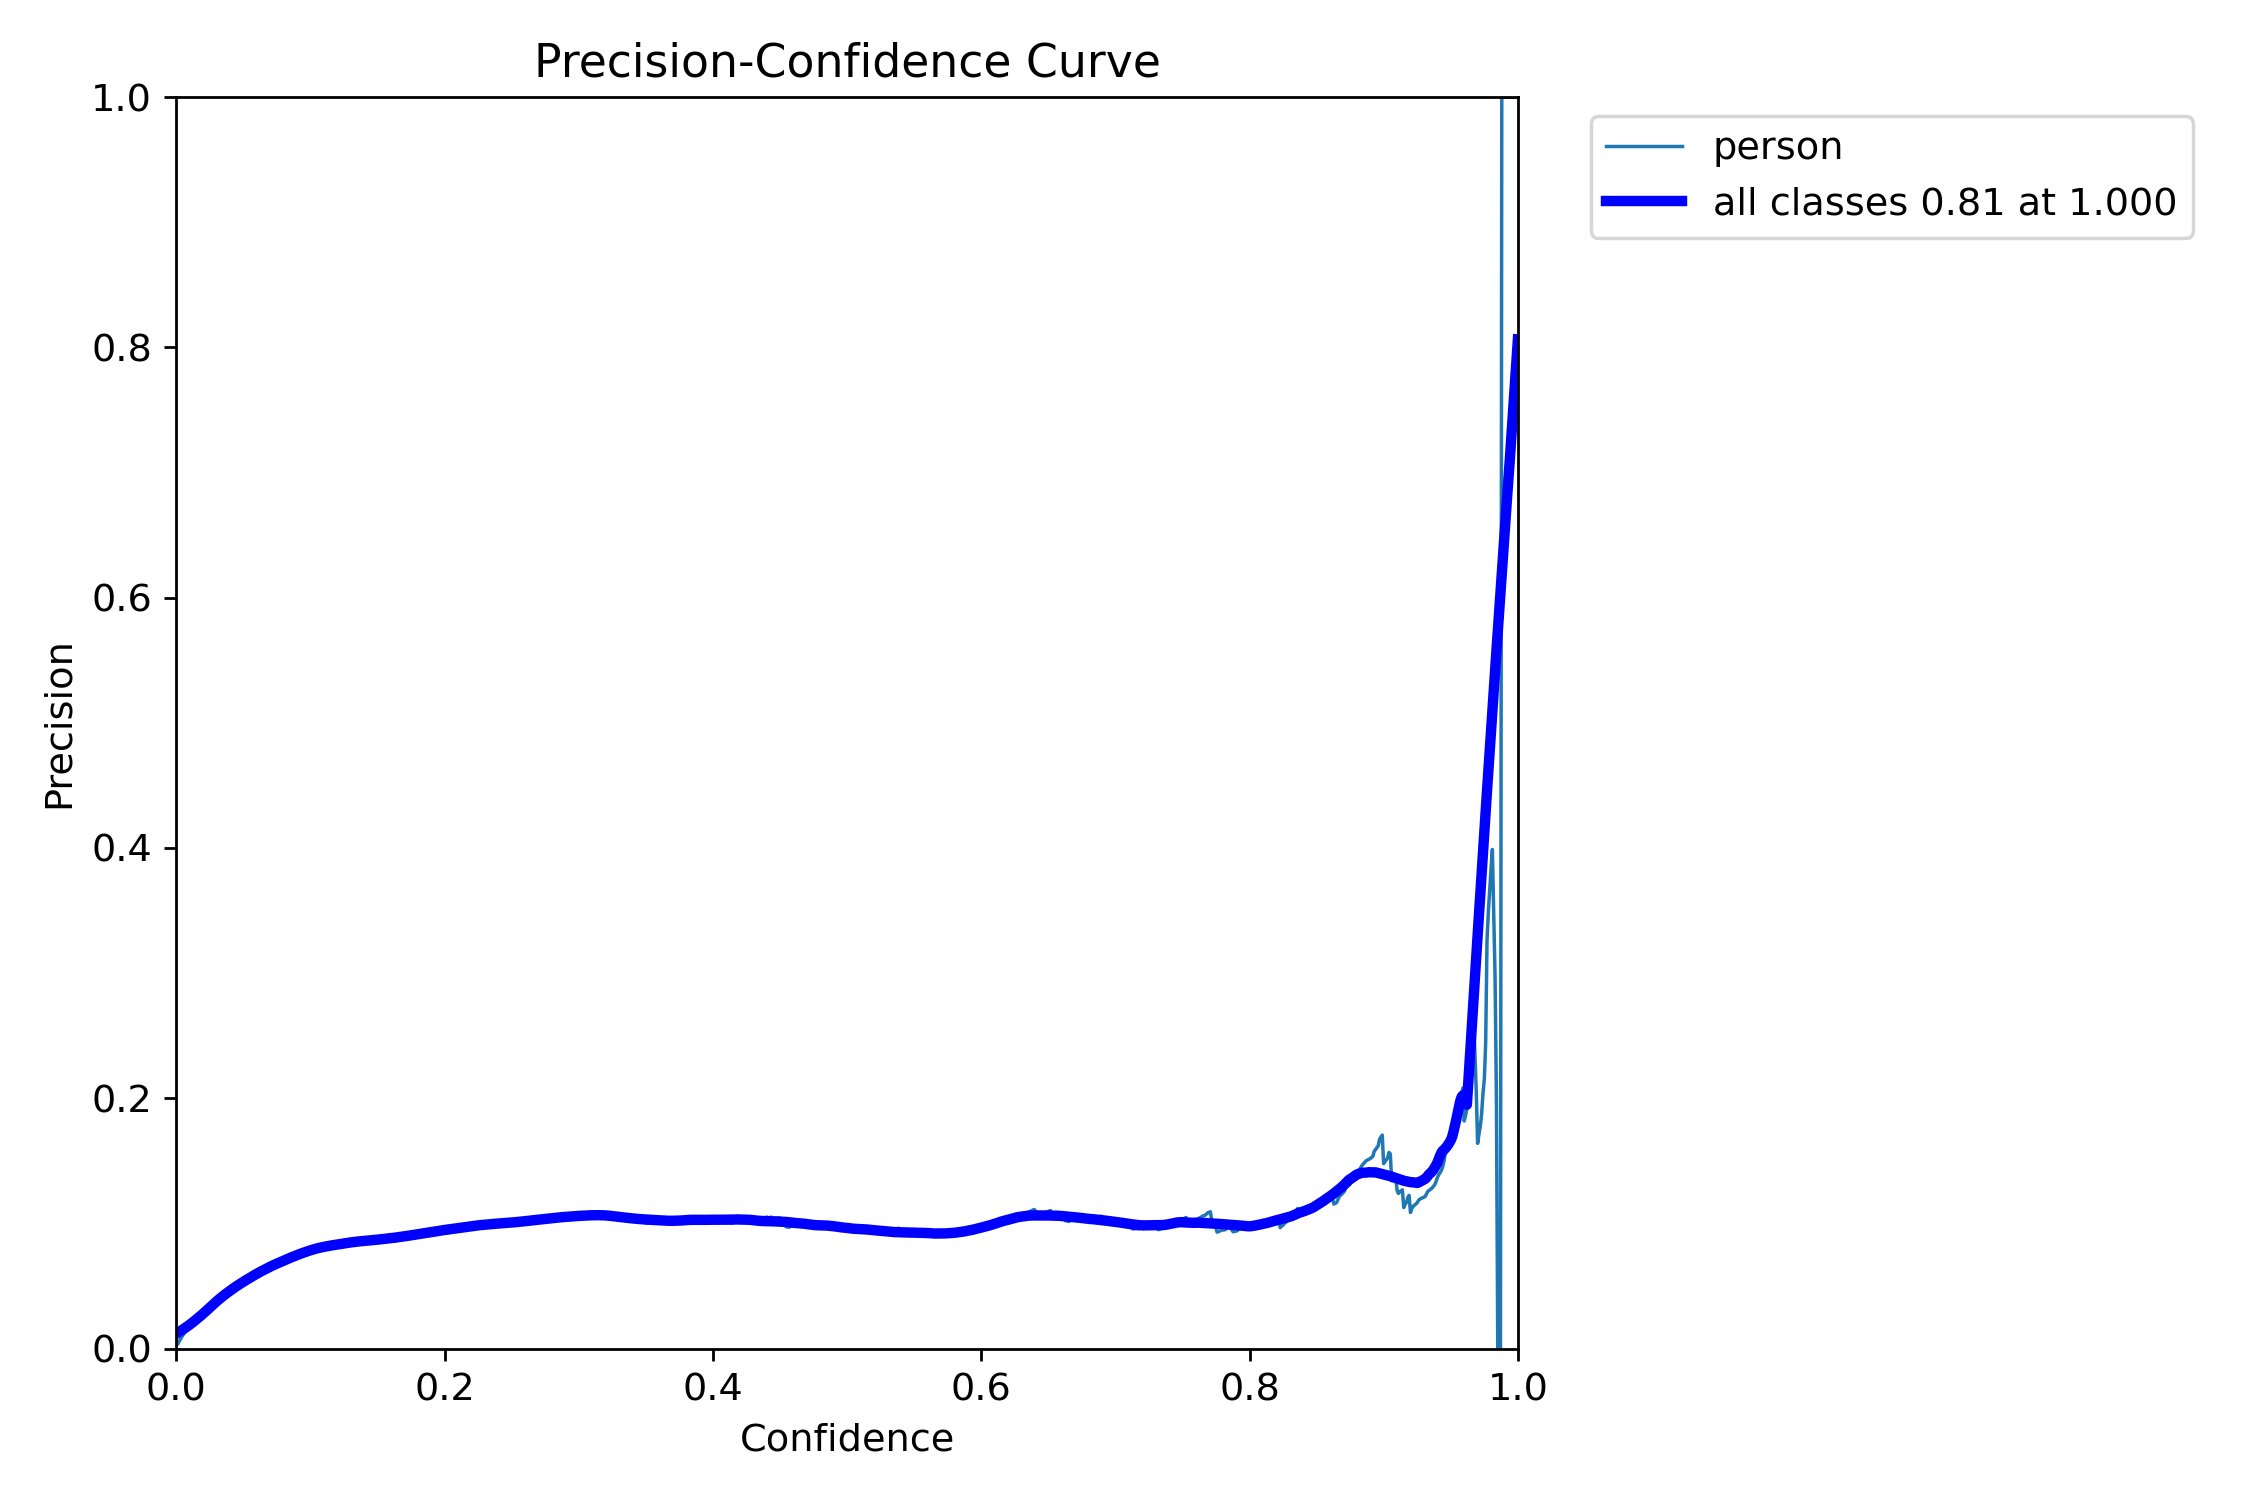 Precision-Confidence Curve
1.0
0.8
0.6
0.4
0.2
0.0
Precision
0.0 0.2 0.4 0.6 0.8 1.0
Confidence
person
all classes 0.81 at 1.000